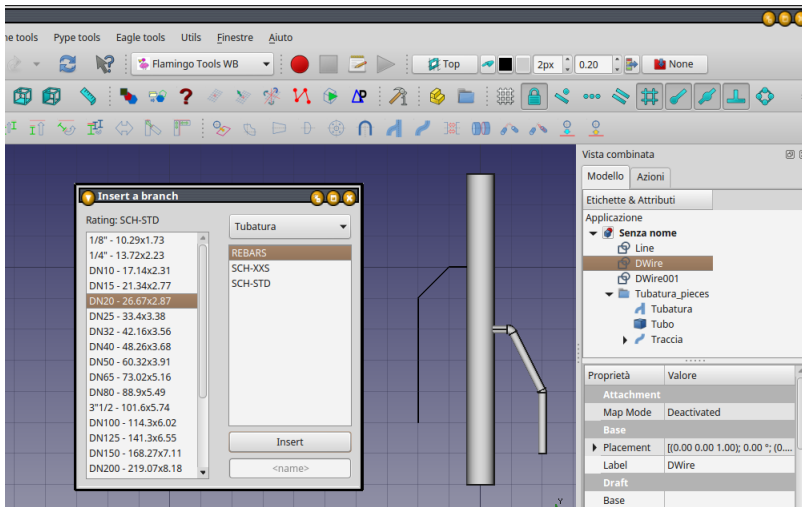 ne tools Pype tools Eagle tools Utils Finestre Aiuto
Flamingo Tools WB Top 2px 0.20 None
ΔP
Vista combinata
Modello Azioni
Etichette & Attributi
Applicazione
Senza nome
Line
DWire
DWire001
Tubatura_pieces
Tubatura
Tubo
Traccia
Insert a branch
Rating: SCH-STD
Tubatura
1/8" - 10.29x1.73
1/4" - 13.72x2.23
DN10 - 17.14x2.31
DN15 - 21.34x2.77
DN20 - 26.67x2.87
DN25 - 33.4x3.38
DN32 - 42.16x3.56
DN40 - 48.26x3.68
DN50 - 60.32x3.91
DN65 - 73.02x5.16
DN80 - 88.9x5.49
3"1/2 - 101.6x5.74
DN100 - 114.3x6.02
DN125 - 141.3x6.55
DN150 - 168.27x7.11
DN200 - 219.07x8.18
REBARS
SCH-XXS
SCH-STD
Insert
<name>
Proprietà Valore
Attachment
Map Mode Deactivated
Base
Placement [(0.00 0.00 1.00); 0.00 °; (0....
Label DWire
Draft
Base
Y